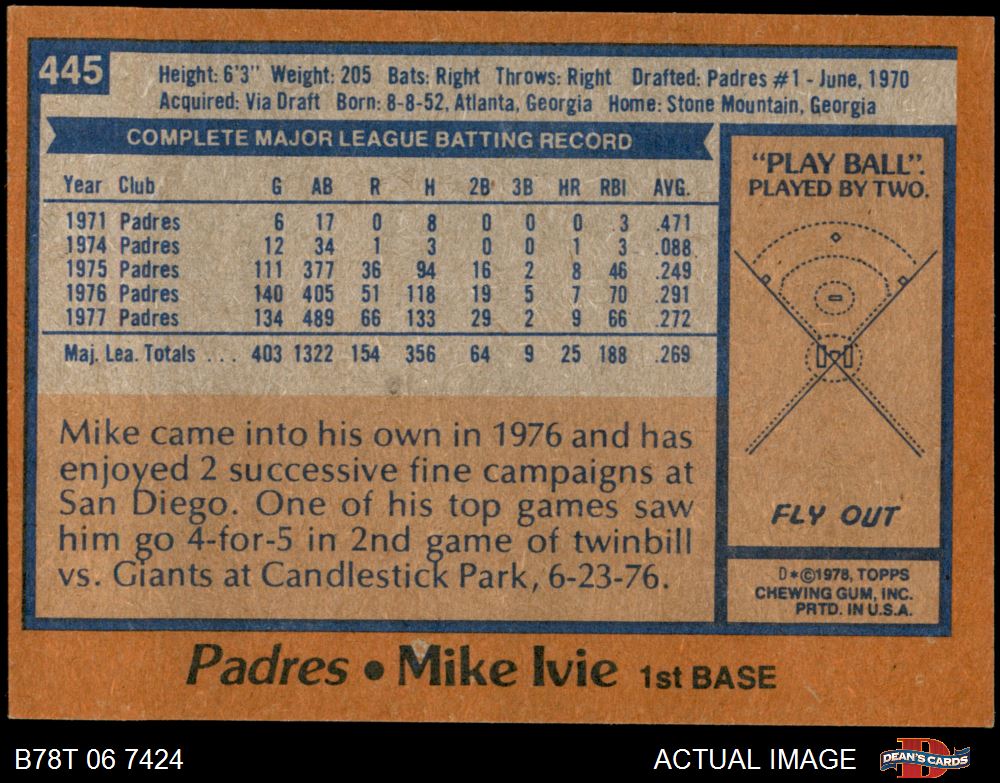 445
Height: 6'3" Weight: 205 Bats: Right Throws: Right Drafted: Padres #1 - June, 1970
Acquired: Via Draft Born: 8-8-52, Atlanta, Georgia Home: Stone Mountain, Georgia
COMPLETE MAJOR LEAGUE BATTING RECORD
Year Club G AB R H 2B 3B HR RBI AVG.
1971 Padres 6 17 0 8 0 0 0 3 .471
1974 Padres 12 34 1 3 0 0 1 3 .088
1975 Padres 111 377 36 94 16 2 8 46 .249
1976 Padres 140 405 51 118 19 5 7 70 .291
1977 Padres 134 489 66 133 29 2 9 66 .272
Maj. Lea. Totals . . . 403 1322 154 356 64 9 25 188 .269
Mike came into his own in 1976 and has
enjoyed 2 successive fine campaigns at
San Diego. One of his top games saw
him go 4-for-5 in 2nd game of twinbill
vs. Giants at Candlestick Park, 6-23-76.
"PLAY BALL".
PLAYED BY TWO.
FLY OUT
D*©1978, TOPPS
CHEWING GUM, INC.
PRTD. IN U.S.A.
Padres • Mike Ivie 1st BASE
B78T 06 7424
ACTUAL IMAGE
DEAN'S CARDS